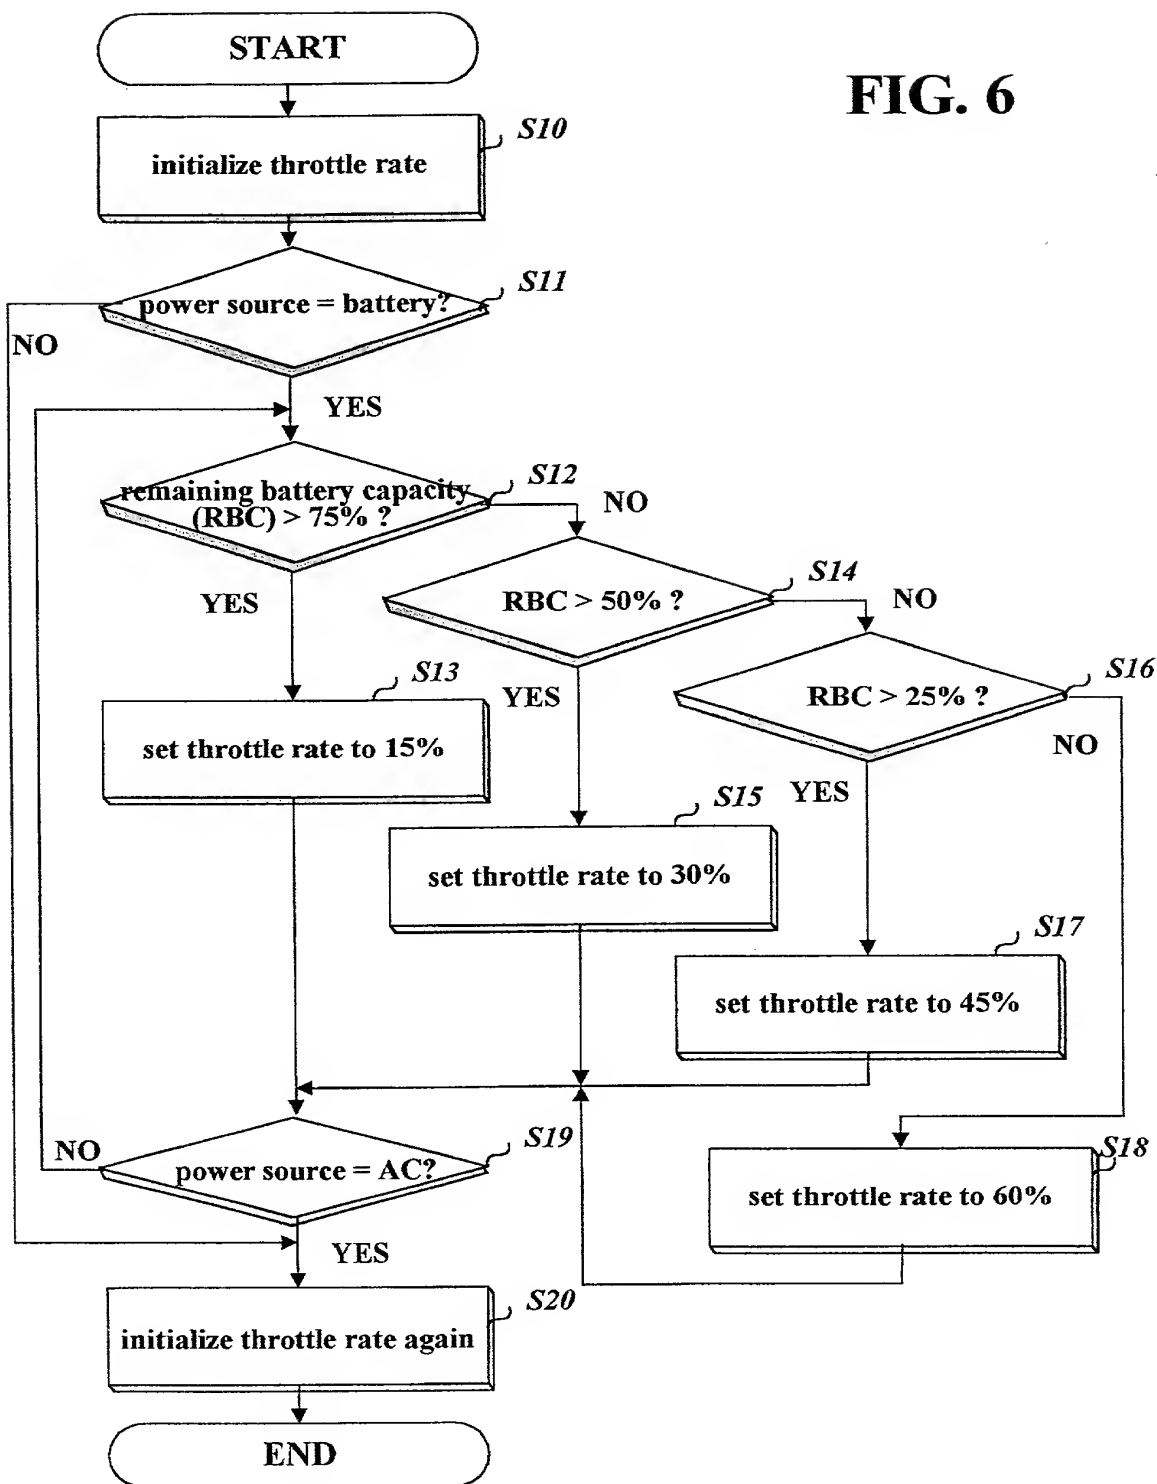 START
FIG. 6
S10
initialize throttle rate
S11
power source = battery?
NO
YES
S12
remaining battery capacity
(RBC) > 75% ?
NO
YES
S14
RBC > 50% ?
NO
YES
S16
RBC > 25% ?
NO
YES
S13
set throttle rate to 15%
S15
set throttle rate to 30%
S17
set throttle rate to 45%
S18
set throttle rate to 60%
S19
power source = AC?
NO
YES
S20
initialize throttle rate again
END